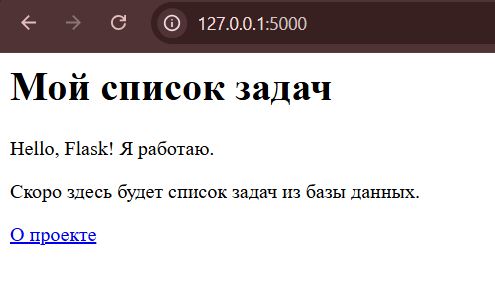 127.0.0.1:5000
Мой список задач
Hello, Flask! Я работаю.
Скоро здесь будет список задач из базы данных.
О проекте